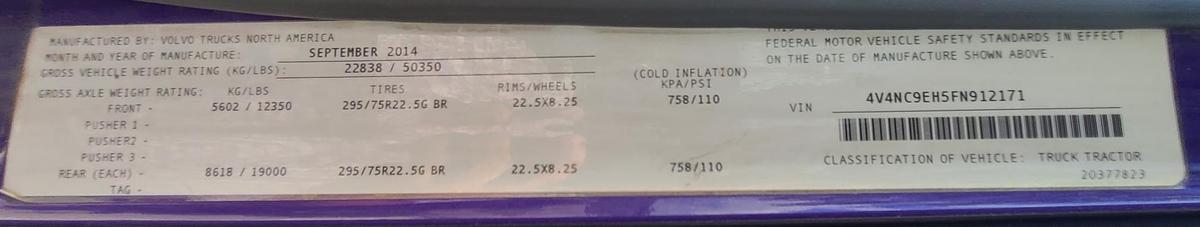 MANUFACTURED BY: VOLVO TRUCKS NORTH AMERICA
MONTH AND YEAR OF MANUFACTURE: SEPTEMBER 2014
GROSS VEHICLE WEIGHT RATING (KG/LBS): 22838 / 50350
GROSS AXLE WEIGHT RATING: KG/LBS TIRES RIMS/WHEELS (COLD INFLATION) KPA/PSI
FRONT - 5602 / 12350 295/75R22.5G BR 22.5X8.25 758/110
PUSHER 1 -
PUSHER2 -
PUSHER 3 -
REAR (EACH) - 8618 / 19000 295/75R22.5G BR 22.5X8.25 758/110
TAG -
FEDERAL MOTOR VEHICLE SAFETY STANDARDS IN EFFECT
ON THE DATE OF MANUFACTURE SHOWN ABOVE.
VIN 4V4NC9EH5FN912171
CLASSIFICATION OF VEHICLE: TRUCK TRACTOR
20377823